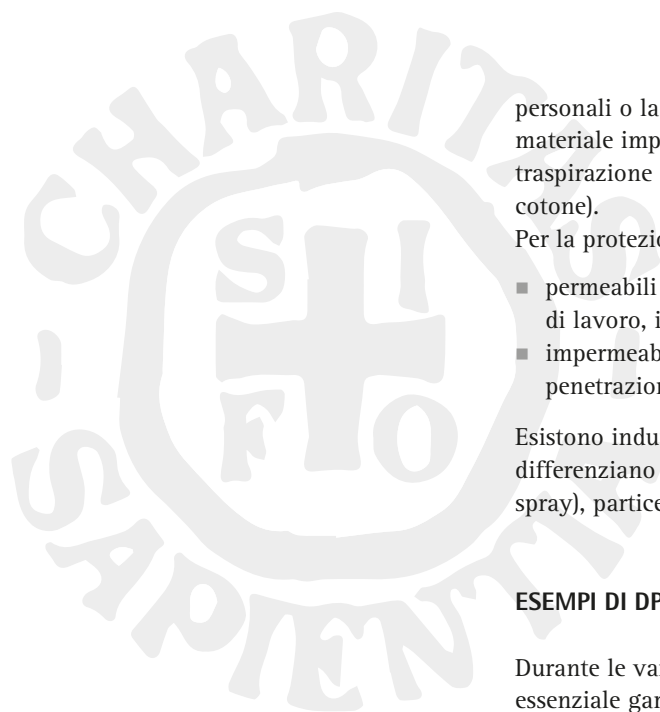 CHARITAS
SAPIENTIA
S I
F O
personali o la
materiale imp
traspirazione
cotone).
Per la protezio
permeabili
di lavoro, i
impermeab
penetrazion
Esistono indu
differenziano
spray), partice
ESEMPI DI DP
Durante le var
essenziale gar